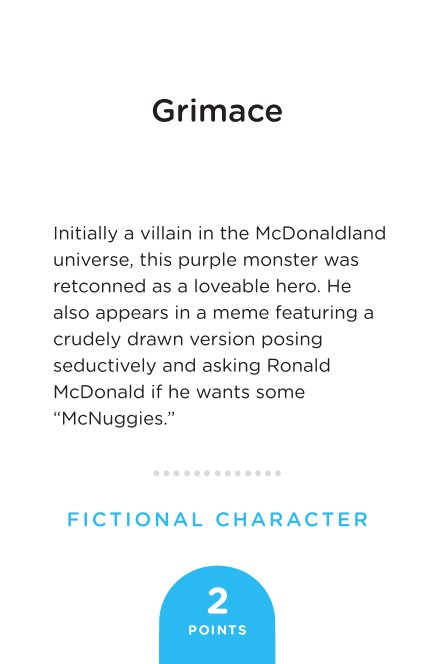 Grimace
Initially a villain in the McDonaldland
universe, this purple monster was
retconned as a loveable hero. He
also appears in a meme featuring a
crudely drawn version posing
seductively and asking Ronald
McDonald if he wants some
“McNuggies.”
FICTIONAL CHARACTER
2
POINTS